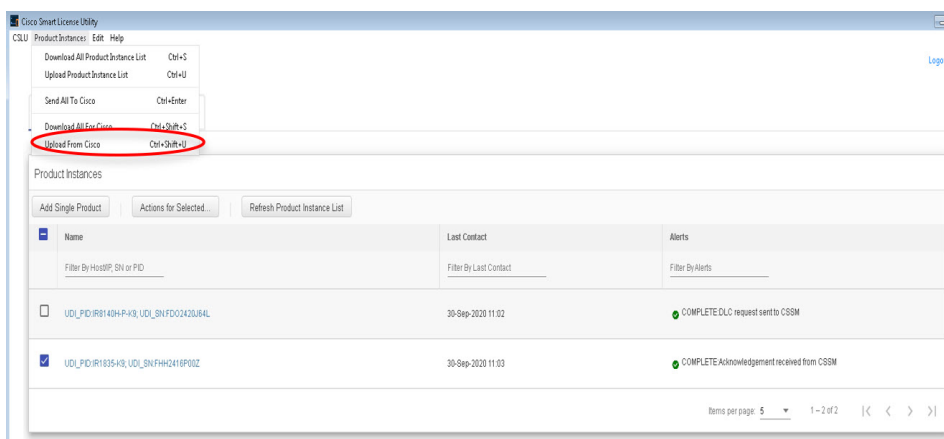 Cisco Smart License Utility
CSLU Product Instances Edit Help
Download All Product Instance List Ctrl+S
Upload Product Instance List Ctrl+U
Send All To Cisco Ctrl+Enter
Download All For Cisco Ctrl+Shift+S
Upload From Cisco Ctrl+Shift+U
Logo
Product Instances
Add Single Product Actions for Selected... Refresh Product Instance List
Name Last Contact Alerts
Filter By Host/IP, SN or PID Filter By Last Contact Filter By Alerts
UDI_PID:IR8140H-P-K9; UDI_SN:FDO2420J64L 30-Sep-2020 11:02 COMPLETE:DLC request sent to CSSM
UDI_PID:IR1835-K9; UDI_SN:FHH2416P00Z 30-Sep-2020 11:03 COMPLETE:Acknowledgement received from CSSM
Items per page: 5 1 – 2 of 2